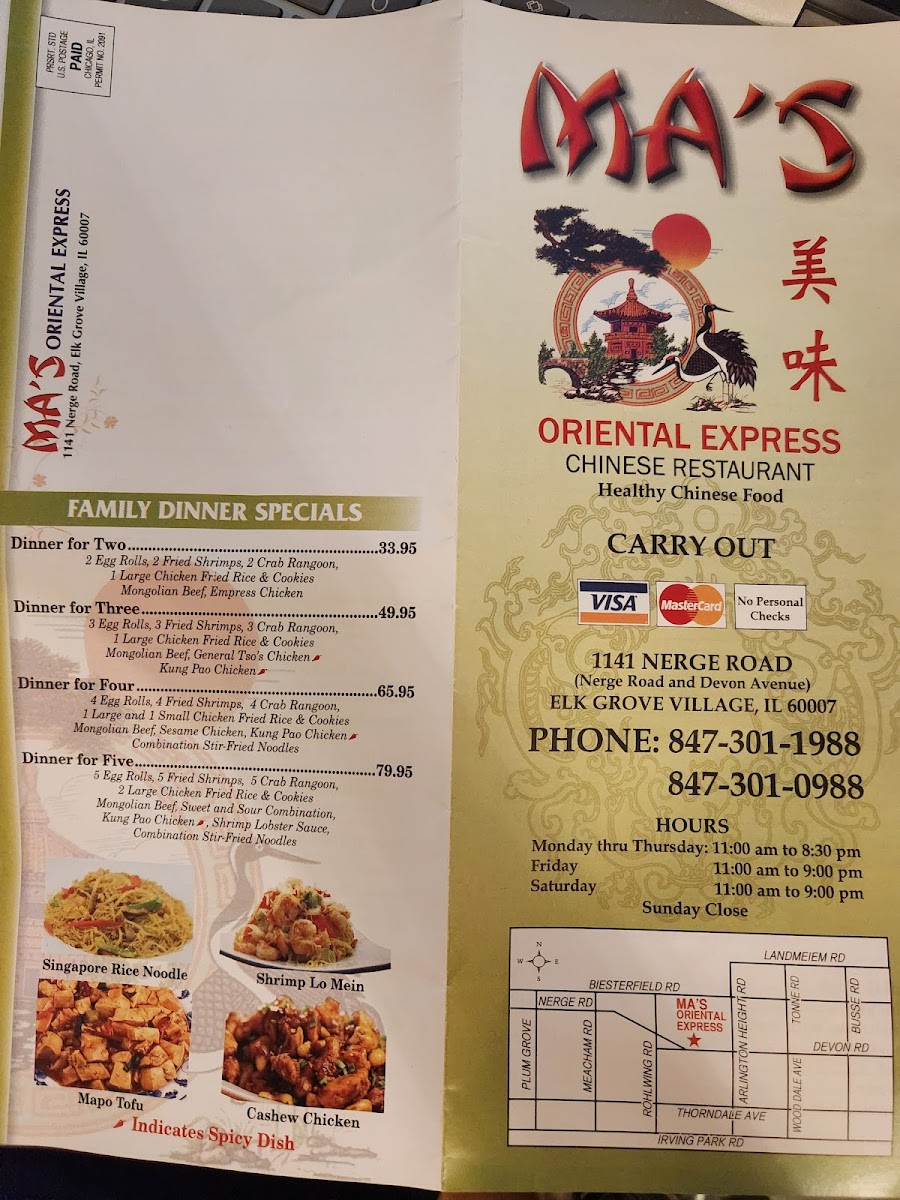 PRSRT. STD
U.S. POSTAGE
PAID
CHICAGO, IL
PERMIT NO. 2091
MA'S ORIENTAL EXPRESS
1141 Nerge Road, Elk Grove Village, IL 60007
FAMILY DINNER SPECIALS
Dinner for Two..................................................33.95
2 Egg Rolls, 2 Fried Shrimps, 2 Crab Rangoon,
1 Large Chicken Fried Rice & Cookies
Mongolian Beef, Empress Chicken
Dinner for Three...............................................49.95
3 Egg Rolls, 3 Fried Shrimps, 3 Crab Rangoon,
1 Large Chicken Fried Rice & Cookies
Mongolian Beef, General Tso's Chicken
Kung Pao Chicken
Dinner for Four................................................65.95
4 Egg Rolls, 4 Fried Shrimps, 4 Crab Rangoon,
1 Large and 1 Small Chicken Fried Rice & Cookies
Mongolian Beef, Sesame Chicken, Kung Pao Chicken
Combination Stir-Fried Noodles
Dinner for Five.................................................79.95
5 Egg Rolls, 5 Fried Shrimps, 5 Crab Rangoon,
2 Large Chicken Fried Rice & Cookies
Mongolian Beef, Sweet and Sour Combination,
Kung Pao Chicken, Shrimp Lobster Sauce,
Combination Stir-Fried Noodles
Singapore Rice Noodle
Shrimp Lo Mein
Mapo Tofu
Cashew Chicken
Indicates Spicy Dish
MA'S
美
味
ORIENTAL EXPRESS
CHINESE RESTAURANT
Healthy Chinese Food
CARRY OUT
VISA
MasterCard
No Personal
Checks
1141 NERGE ROAD
(Nerge Road and Devon Avenue)
ELK GROVE VILLAGE, IL 60007
PHONE: 847-301-1988
847-301-0988
HOURS
Monday thru Thursday: 11:00 am to 8:30 pm
Friday 11:00 am to 9:00 pm
Saturday 11:00 am to 9:00 pm
Sunday Close
N
W E
S
LANDMEIEM RD
BIESTERFIELD RD
NERGE RD
MA'S
ORIENTAL
EXPRESS
PLUM GROVE
MEACHAM RD
ROHLWING RD
ARLINGTON HEIGHT RD
TONNE RD
BUSSE RD
DEVON RD
WOOD DALE AVE
THORNDALE AVE
IRVING PARK RD